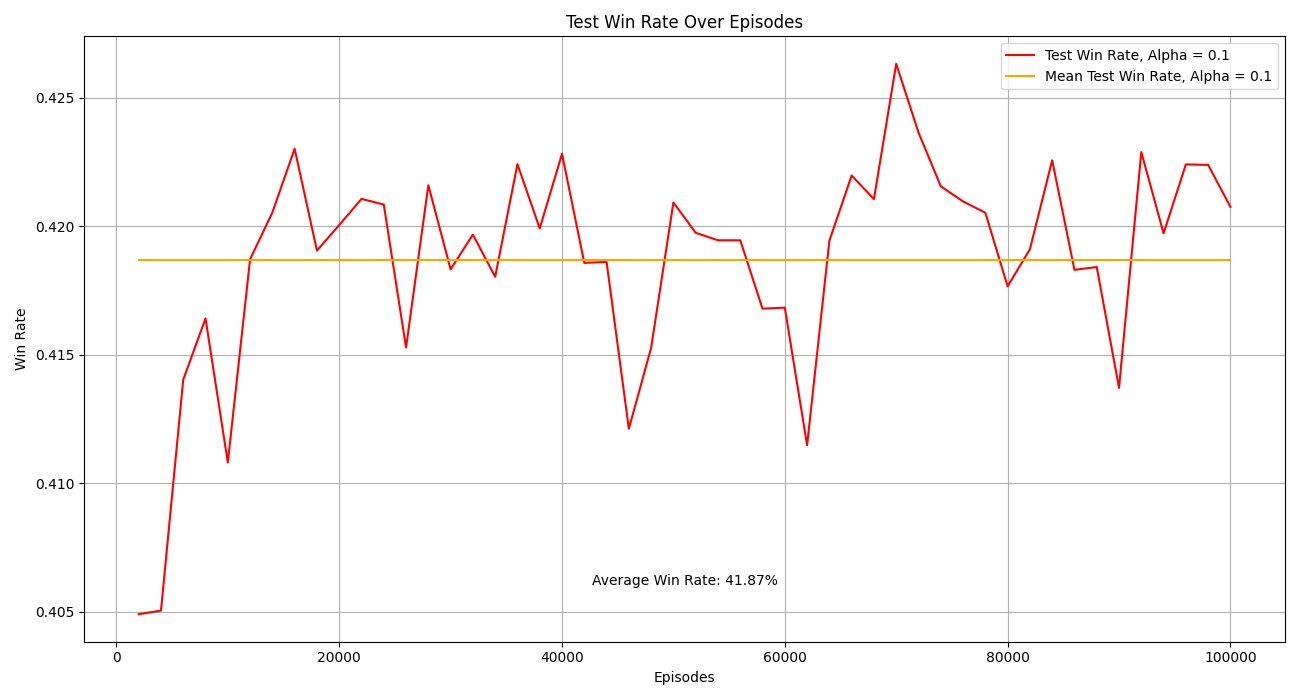 Test Win Rate Over Episodes
Test Win Rate, Alpha = 0.1
Mean Test Win Rate, Alpha = 0.1
Win Rate
0.425
0.420
0.415
0.410
0.405
Average Win Rate: 41.87%
0 20000 40000 60000 80000 100000
Episodes